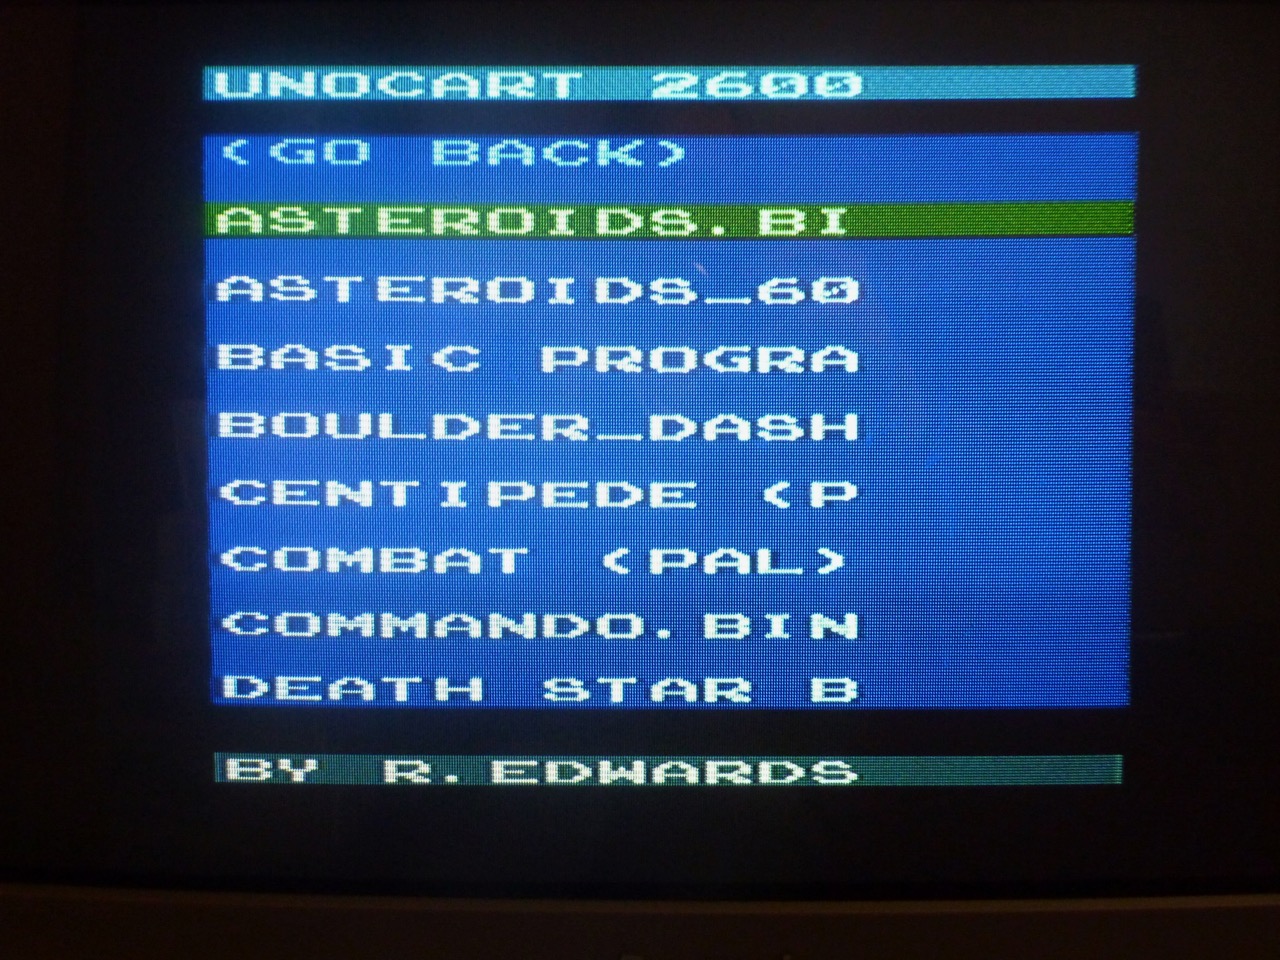 UNOCART 2600
(GO BACK)
ASTEROIDS.BI
ASTEROIDS_60
BASIC PROGRA
BOULDER_DASH
CENTIPEDE (P
COMBAT (PAL)
COMMANDO.BIN
DEATH STAR B
BY R.EDWARDS